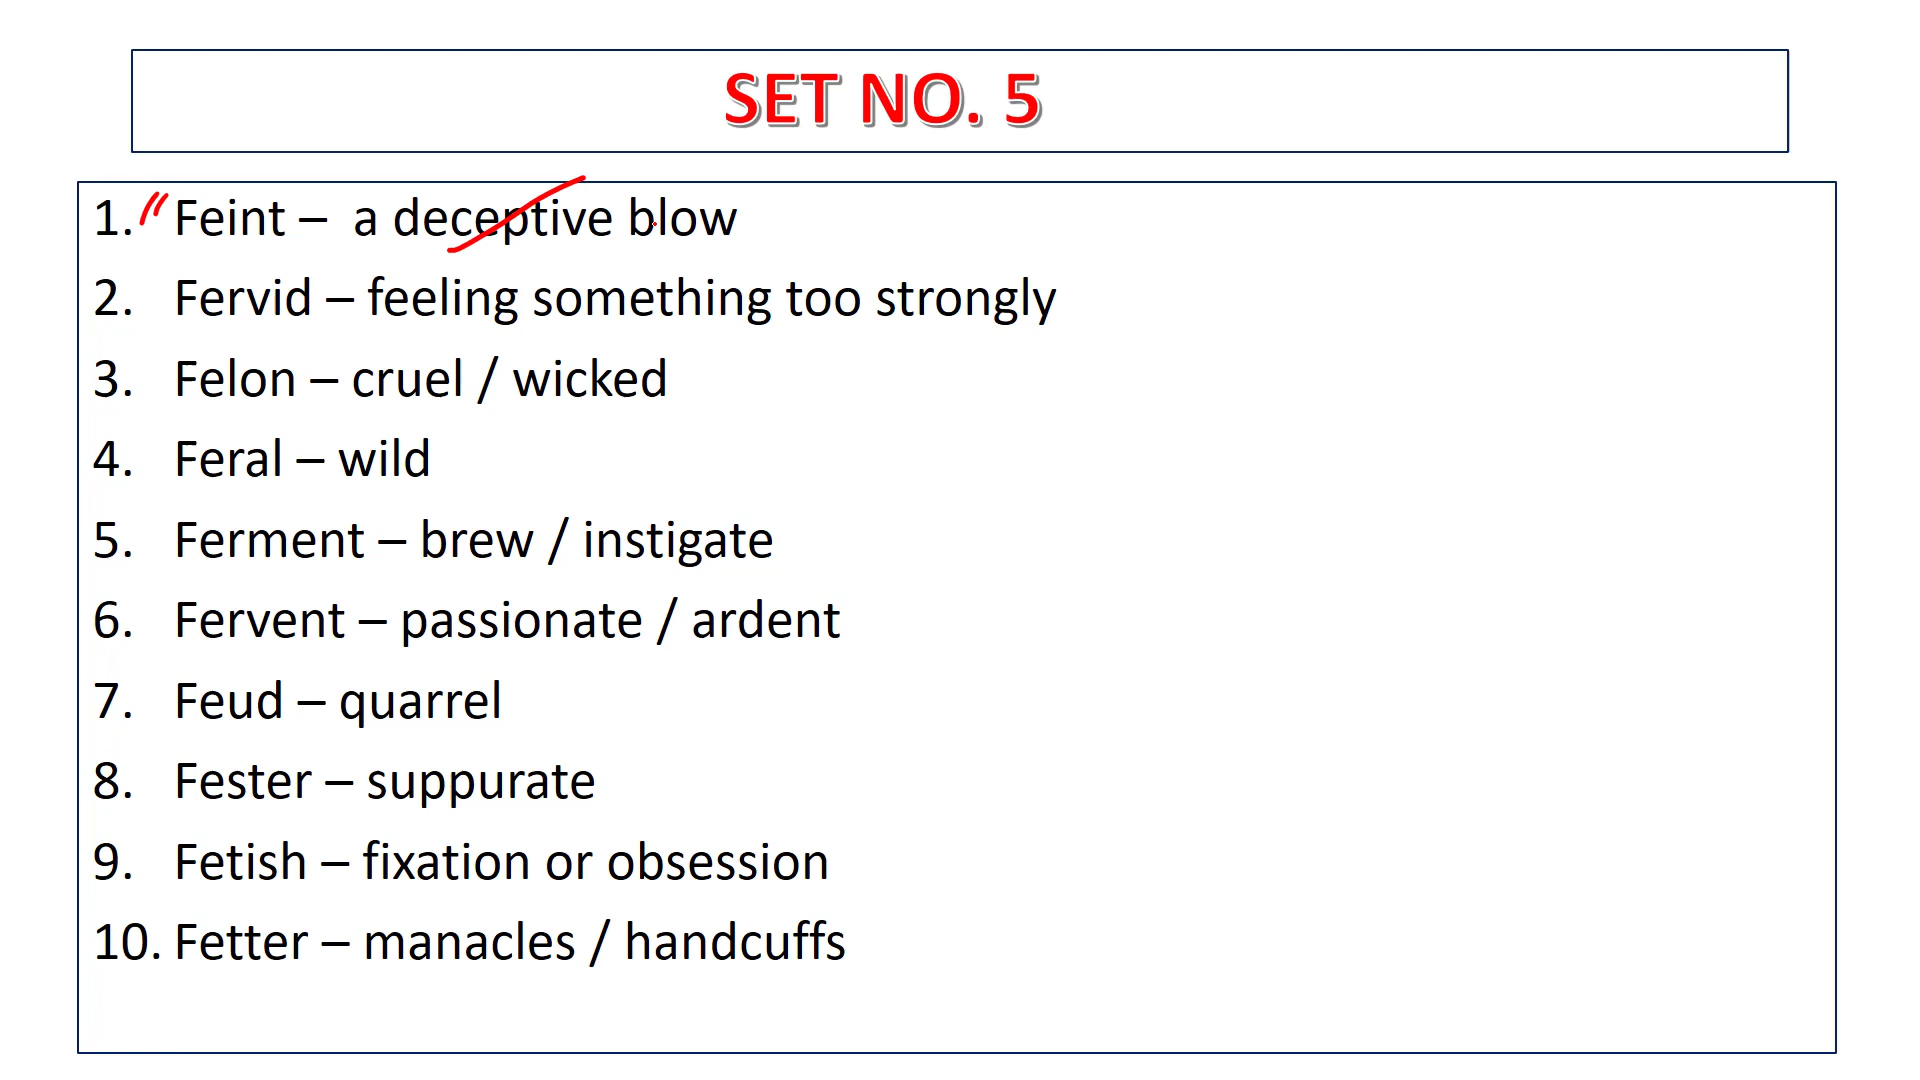 SET NO. 5
1. Feint – a deceptive blow
2. Fervid – feeling something too strongly
3. Felon – cruel / wicked
4. Feral – wild
5. Ferment – brew / instigate
6. Fervent – passionate / ardent
7. Feud – quarrel
8. Fester – suppurate
9. Fetish – fixation or obsession
10. Fetter – manacles / handcuffs